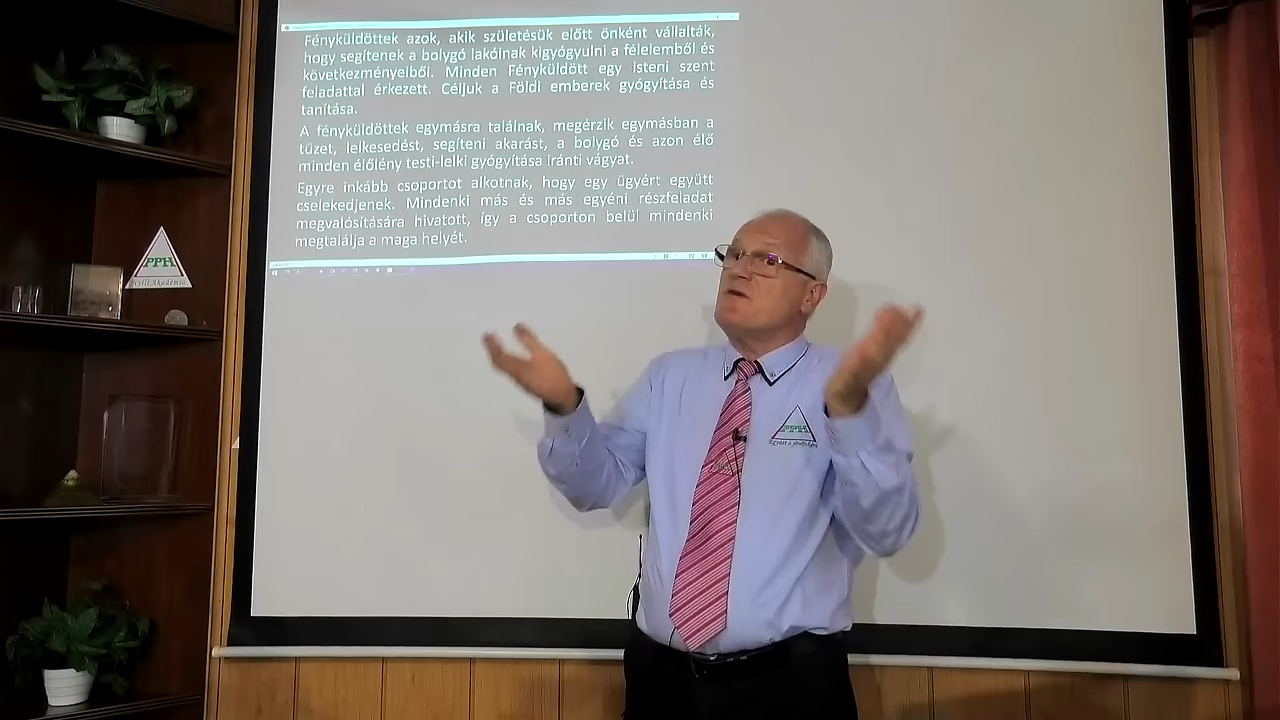 Fényküldöttek azok, akik születésük előtt önként vállalták,
hogy segítenek a bolygó lakóinak kigyógyulni a félelemből és
következményeiből. Minden Fényküldött egy isteni szent
feladattal érkezett. Céljuk a Földi emberek gyógyítása és
tanítása.
A fényküldöttek egymásra találnak, megérzik egymásban a
tüzet, lelkesedést, segíteni akarást, a bolygó és azon élő
minden élőlény testi-lelki gyógyítása iránti vágyat.
Egyre inkább csoportot alkotnak, hogy egy ügyért együtt
cselekedjenek. Mindenki más és más egyéni részfeladat
megvalósítására hivatott, így a csoporton belül mindenki
megtalálja a maga helyét.
PPH
Nyílt Akadémia
PPH